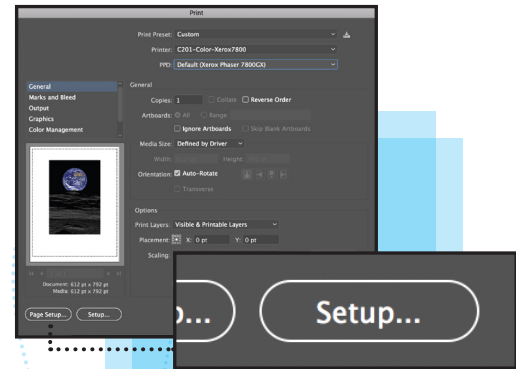 Print
Print Preset: Custom
Printer: C201-Color-Xerox7800
PPD: Default (Xerox Phaser 7800GX)
General
Marks and Bleed
Output
Graphics
Color Management
General
Copies: 1 Collate Reverse Order
Artboards: All Range:
Ignore Artboards Skip Blank Artboards
Media Size: Defined by Driver
Width: Height:
Orientation: Auto-Rotate
Transverse
Options
Print Layers: Visible & Printable Layers
Placement: X: 0 pt Y: 0 pt
Scaling:
Document: 612 pt x 792 pt
Media: 612 pt x 792 pt
Page Setup... Setup...
Setup...